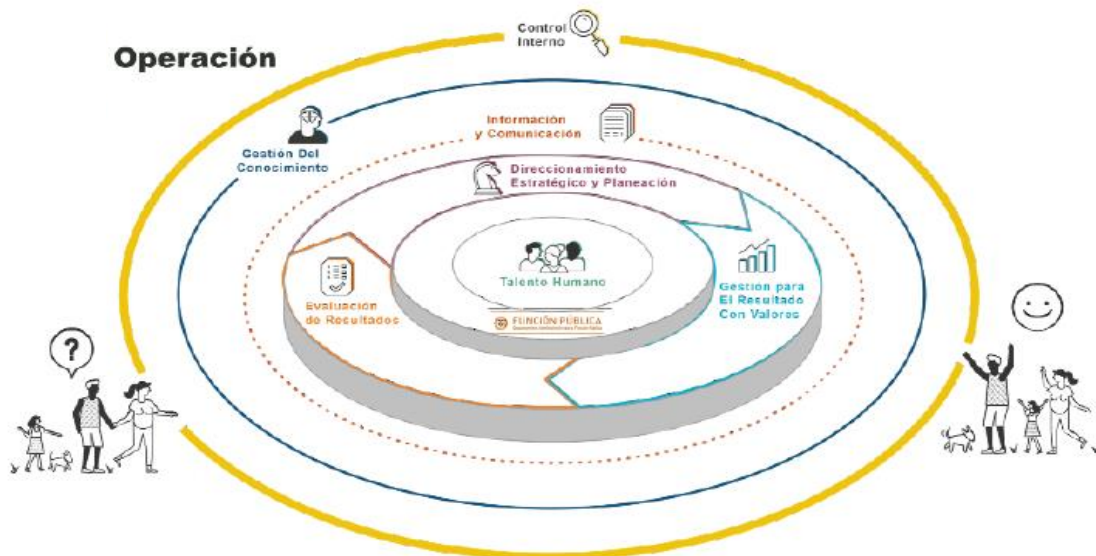 Operación
Control
Interno
Información
y Comunicación
Gestión Del
Conocimiento
Direccionamiento
Estratégico y Planeación
Talento Humano
Gestión para
El Resultado
Con Valores
Evaluación
de Resultados
FUNCIÓN PÚBLICA
?